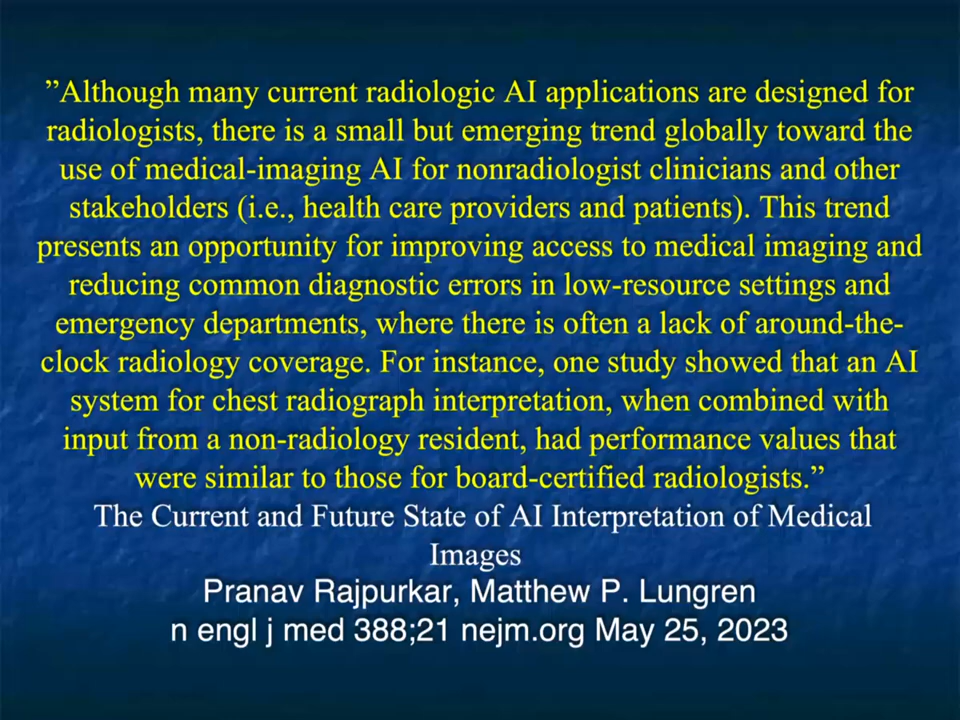 ”Although many current radiologic AI applications are designed for
radiologists, there is a small but emerging trend globally toward the
use of medical-imaging AI for nonradiologist clinicians and other
stakeholders (i.e., health care providers and patients). This trend
presents an opportunity for improving access to medical imaging and
reducing common diagnostic errors in low-resource settings and
emergency departments, where there is often a lack of around-the-
clock radiology coverage. For instance, one study showed that an AI
system for chest radiograph interpretation, when combined with
input from a non-radiology resident, had performance values that
were similar to those for board-certified radiologists.”
The Current and Future State of AI Interpretation of Medical
Images
Pranav Rajpurkar, Matthew P. Lungren
n engl j med 388;21 nejm.org May 25, 2023